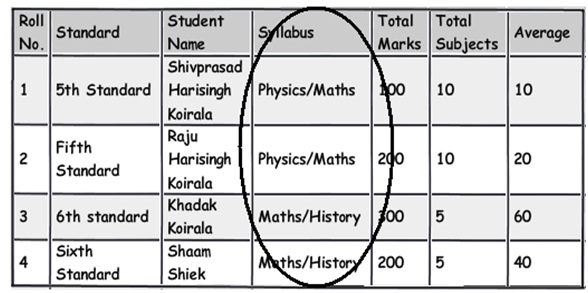 Roll No. Standard Student Name Syllabus Total Marks Total Subjects Average
1 5th Standard Shivprasad Harisingh Koirala Physics/Maths 100 10 10
2 Fifth Standard Raju Harisingh Koirala Physics/Maths 200 10 20
3 6th standard Khadak Koirala Maths/History 300 5 60
4 Sixth Standard Shaam Shiek Maths/History 200 5 40